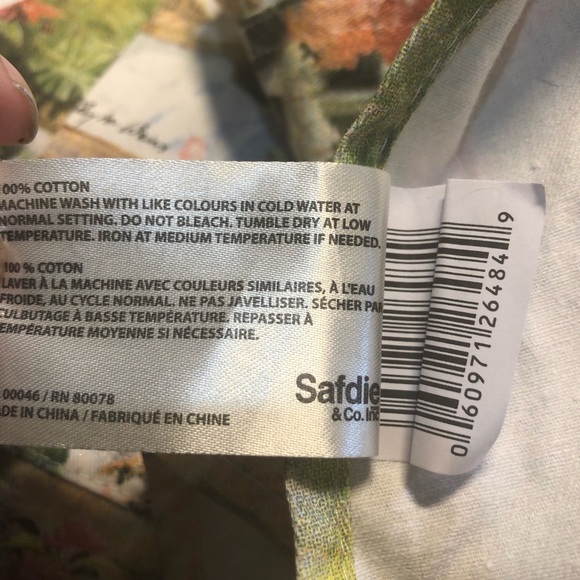 00% COTTON
MACHINE WASH WITH LIKE COLOURS IN COLD WATER AT
NORMAL SETTING. DO NOT BLEACH. TUMBLE DRY AT LOW
TEMPERATURE. IRON AT MEDIUM TEMPERATURE IF NEEDED.
100 % COTON
LAVER À LA MACHINE AVEC COULEURS SIMILAIRES, À L'EAU
FROIDE, AU CYCLE NORMAL. NE PAS JAVELLISER. SÉCHER PAR
CULBUTAGE À BASSE TEMPÉRATURE. REPASSER À
TEMPÉRATURE MOYENNE SI NÉCESSAIRE.
00046 / RN 80078
ADE IN CHINA / FABRIQUÉ EN CHINE
Safdie
& Co. Inc
0 60971 26484 9